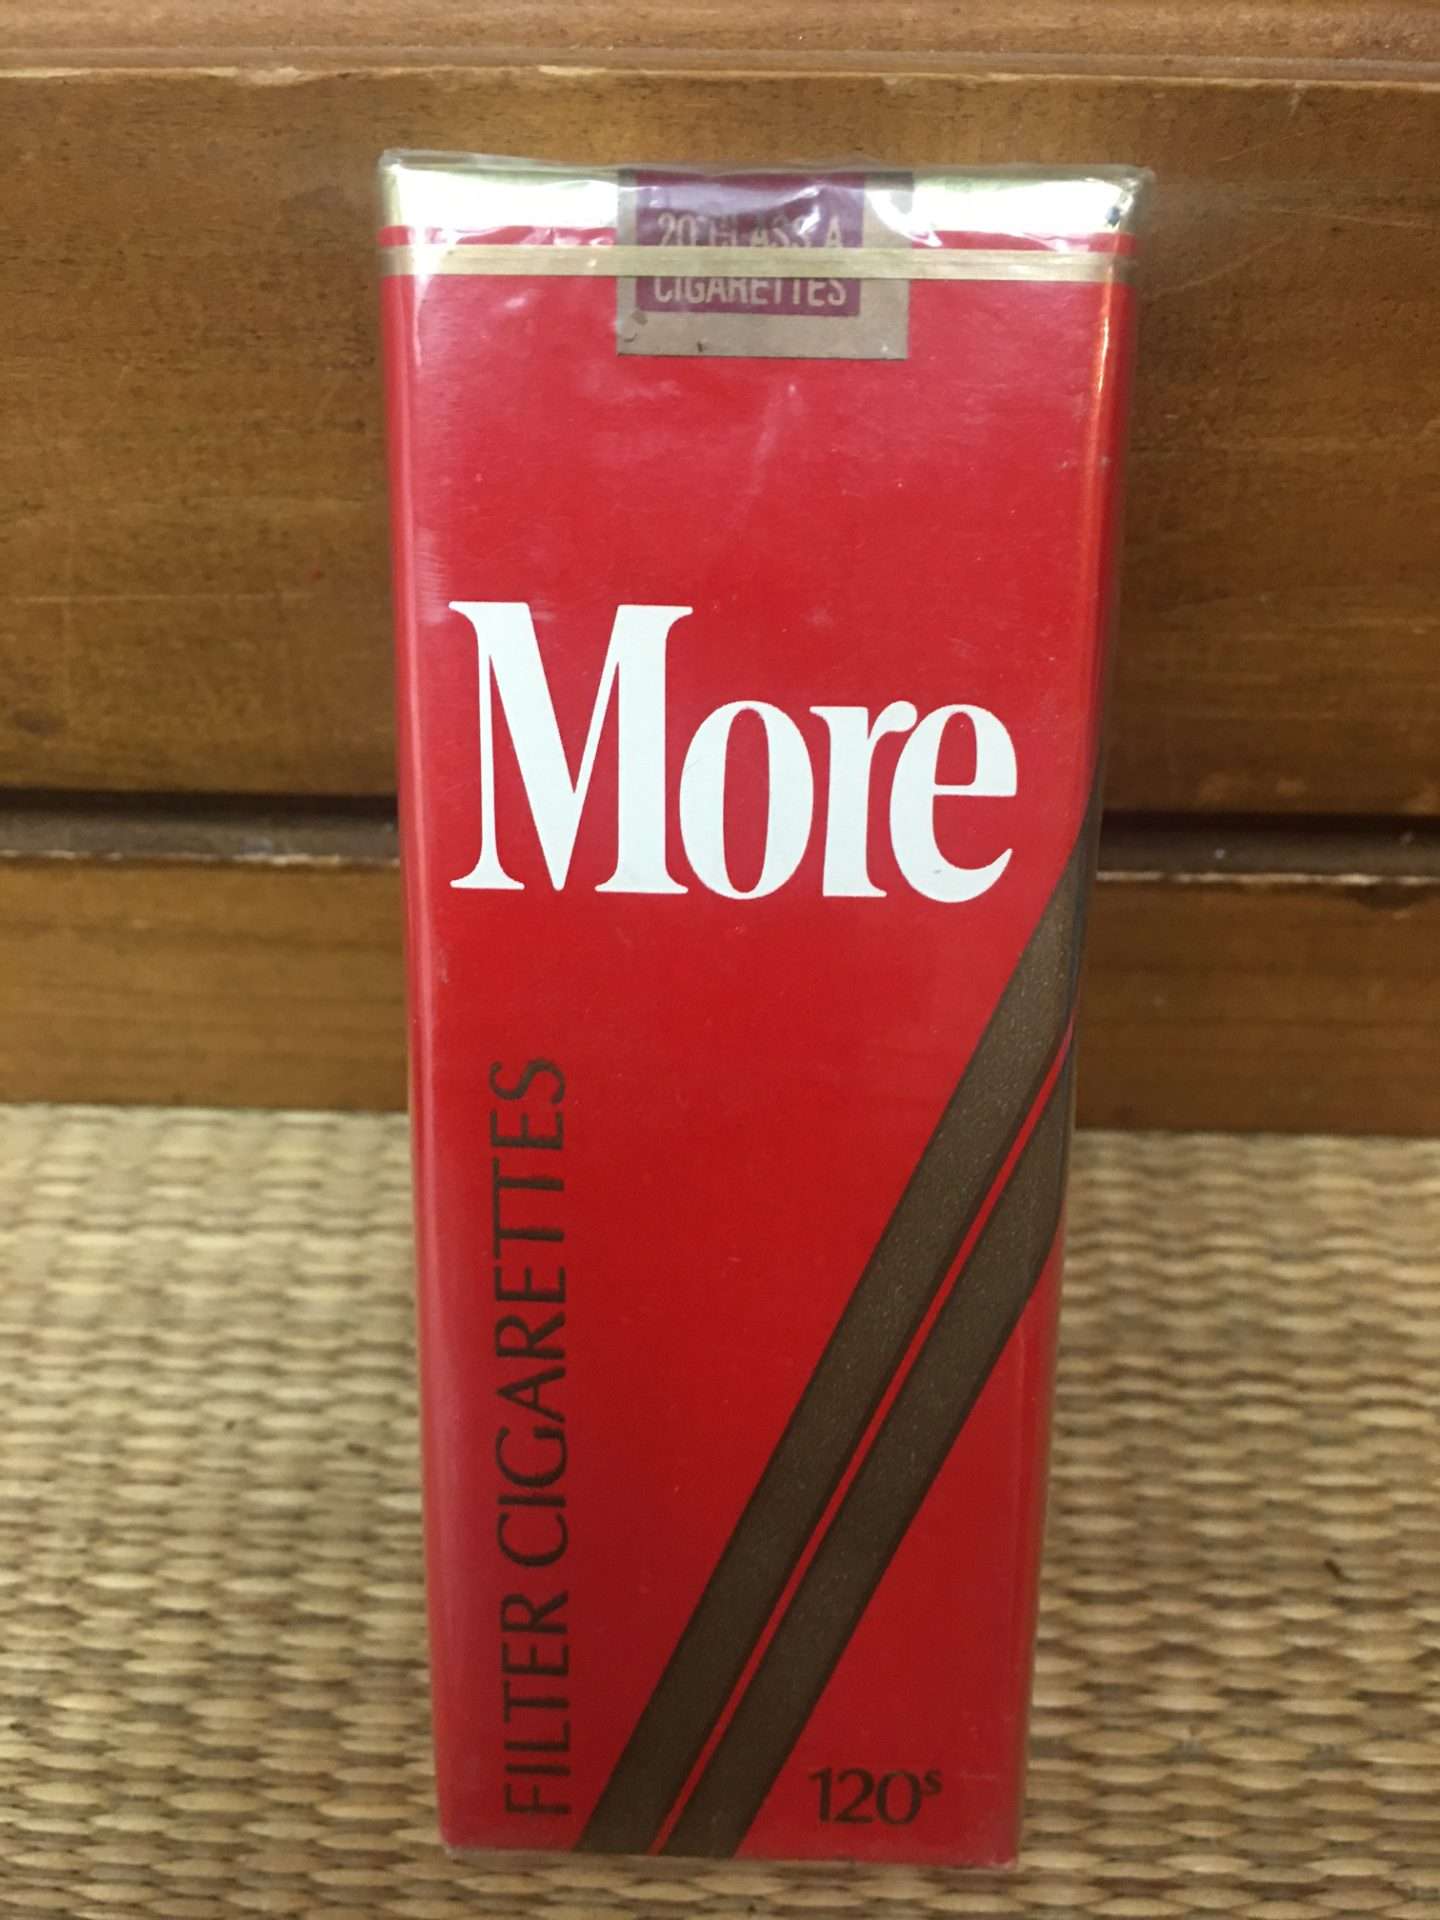 20 CLASS A
CIGARETTES
More
FILTER CIGARETTES
120s